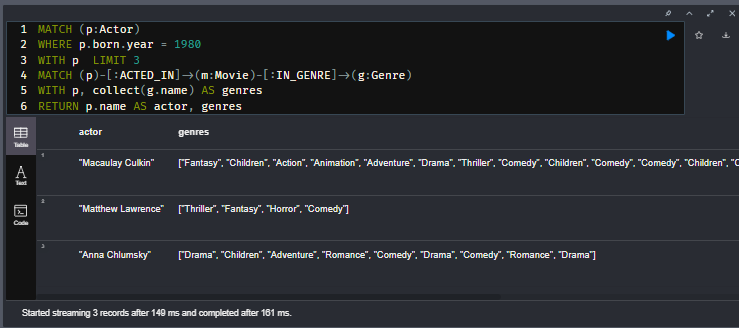 1 MATCH (p:Actor)
2 WHERE p.born.year = 1980
3 WITH p  LIMIT 3
4 MATCH (p)-[:ACTED_IN]→(m:Movie)-[:IN_GENRE]→(g:Genre)
5 WITH p, collect(g.name) AS genres
6 RETURN p.name AS actor, genres
Table
A
Text
Code
actor genres
1 "Macaulay Culkin" ["Fantasy", "Children", "Action", "Animation", "Adventure", "Drama", "Thriller", "Comedy", "Children", "Comedy", "Comedy", "Children", "C
2 "Matthew Lawrence" ["Thriller", "Fantasy", "Horror", "Comedy"]
3 "Anna Chlumsky" ["Drama", "Children", "Adventure", "Romance", "Comedy", "Drama", "Comedy", "Romance", "Drama"]
Started streaming 3 records after 149 ms and completed after 161 ms.